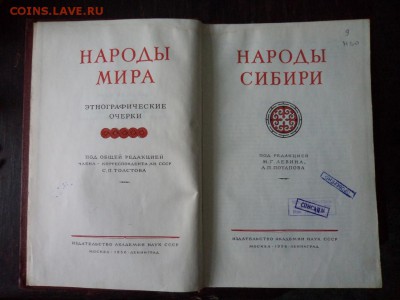 COINS.LAVE.RU
НАРОДЫ
МИРА
ЭТНОГРАФИЧЕСКИЕ
ОЧЕРКИ
ПОД ОБЩЕЙ РЕДАКЦИЕЙ
ЧЛЕНА-КОРРЕСПОНДЕНТА АН СССР
С.П.ТОЛСТОВА
ИЗДАТЕЛЬСТВО АКАДЕМИИ НАУК СССР
МОСКВА · 1956 · ЛЕНИНГРАД
НАРОДЫ
СИБИРИ
ПОД РЕДАКЦИЕЙ
М.Г.ЛЕВИНА,
Л.П.ПОТАПОВА
СПИСАНО
ИЗДАТЕЛЬСТВО АКАДЕМИИ НАУК СССР
МОСКВА · 1956 · ЛЕНИНГРАД